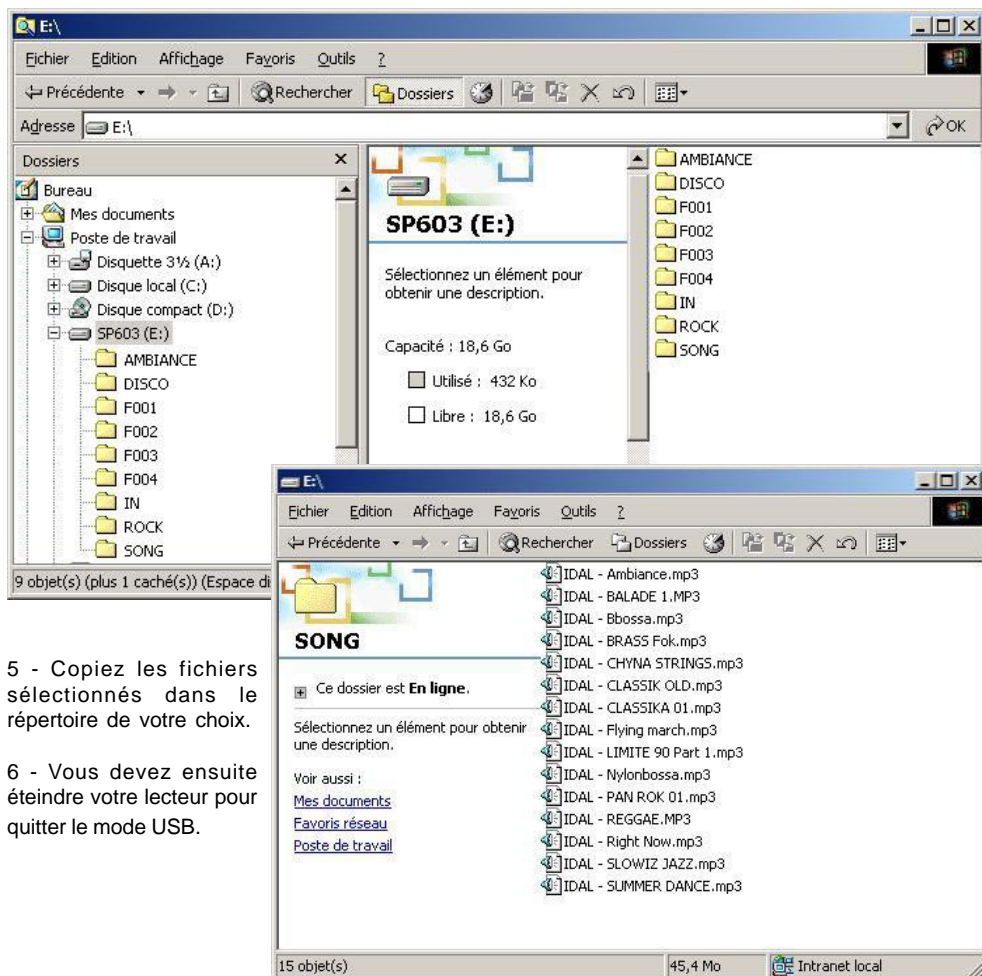 E:\
Fichier Edition Affichage Favoris Outils ?
Précédente Rechercher Dossiers
Adresse E:\ OK
Dossiers
Bureau
Mes documents
Poste de travail
Disquette 3½ (A:)
Disque local (C:)
Disque compact (D:)
SP603 (E:)
AMBIANCE
DISCO
F001
F002
F003
F004
IN
ROCK
SONG
9 objet(s) (plus 1 caché(s)) (Espace di
SP603 (E:)
Sélectionnez un élément pour
obtenir une description.
Capacité : 18,6 Go
Utilisé : 432 Ko
Libre : 18,6 Go
AMBIANCE
DISCO
F001
F002
F003
F004
IN
ROCK
SONG
E:\
Fichier Edition Affichage Favoris Outils ?
Précédente Rechercher Dossiers
SONG
Ce dossier est En ligne.
Sélectionnez un élément pour obtenir
une description.
Voir aussi :
Mes documents
Favoris réseau
Poste de travail
IDAL - Ambiance.mp3
IDAL - BALADE 1.MP3
IDAL - Bbossa.mp3
IDAL - BRASS Fok.mp3
IDAL - CHYNA STRINGS.mp3
IDAL - CLASSIK OLD.mp3
IDAL - CLASSIKA 01.mp3
IDAL - Flying march.mp3
IDAL - LIMITE 90 Part 1.mp3
IDAL - Nylonbossa.mp3
IDAL - PAN ROK 01.mp3
IDAL - REGGAE.MP3
IDAL - Right Now.mp3
IDAL - SLOWIZ JAZZ.mp3
IDAL - SUMMER DANCE.mp3
15 objet(s) 45,4 Mo Intranet local
5 - Copiez les fichiers
sélectionnés dans le
répertoire de votre choix.
6 - Vous devez ensuite
éteindre votre lecteur pour
quitter le mode USB.